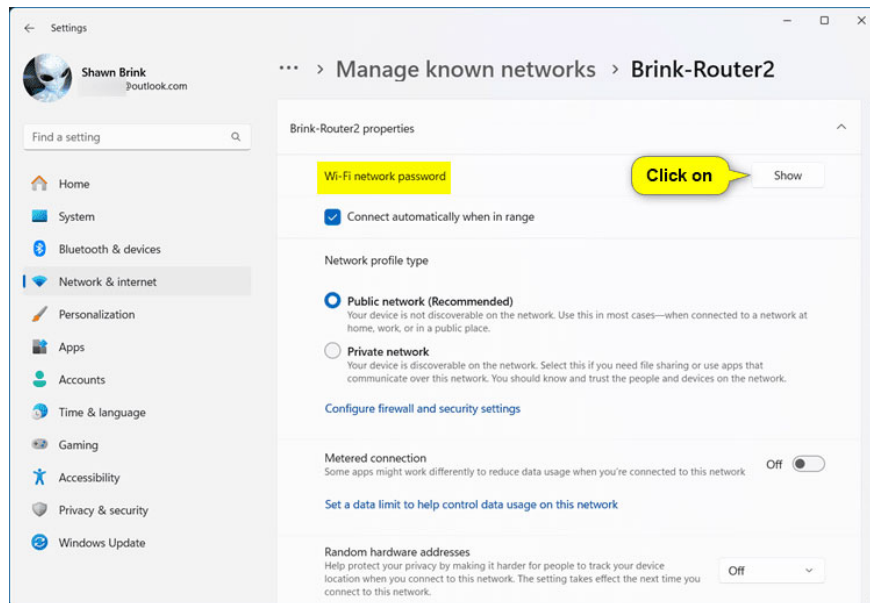 Settings
Shawn Brink
@outlook.com
Find a setting
Home
System
Bluetooth & devices
Network & internet
Personalization
Apps
Accounts
Time & language
Gaming
Accessibility
Privacy & security
Windows Update
... > Manage known networks > Brink-Router2
Brink-Router2 properties
Wi-Fi network password
Click on
Show
Connect automatically when in range
Network profile type
Public network (Recommended)
Your device is not discoverable on the network. Use this in most cases—when connected to a network at
home, work, or in a public place.
Private network
Your device is discoverable on the network. Select this if you need file sharing or use apps that
communicate over this network. You should know and trust the people and devices on the network.
Configure firewall and security settings
Metered connection
Some apps might work differently to reduce data usage when you're connected to this network
Off
Set a data limit to help control data usage on this network
Random hardware addresses
Help protect your privacy by making it harder for people to track your device
location when you connect to this network. The setting takes effect the next time you
connect to this network.
Off